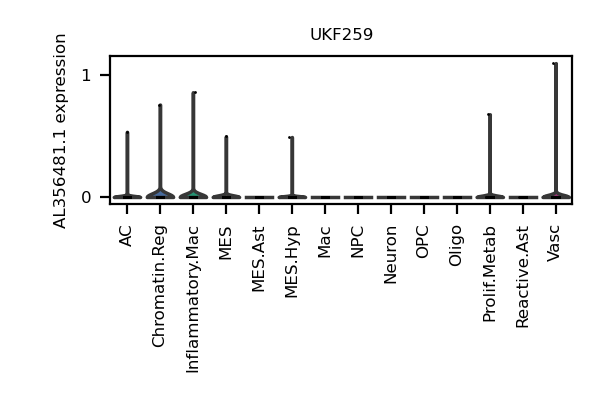 UKF259
AL356481.1 expression
1
0
AC
Chromatin.Reg
Inflammatory.Mac
MES
MES.Ast
MES.Hyp
Mac
NPC
Neuron
OPC
Oligo
Prolif.Metab
Reactive.Ast
Vasc